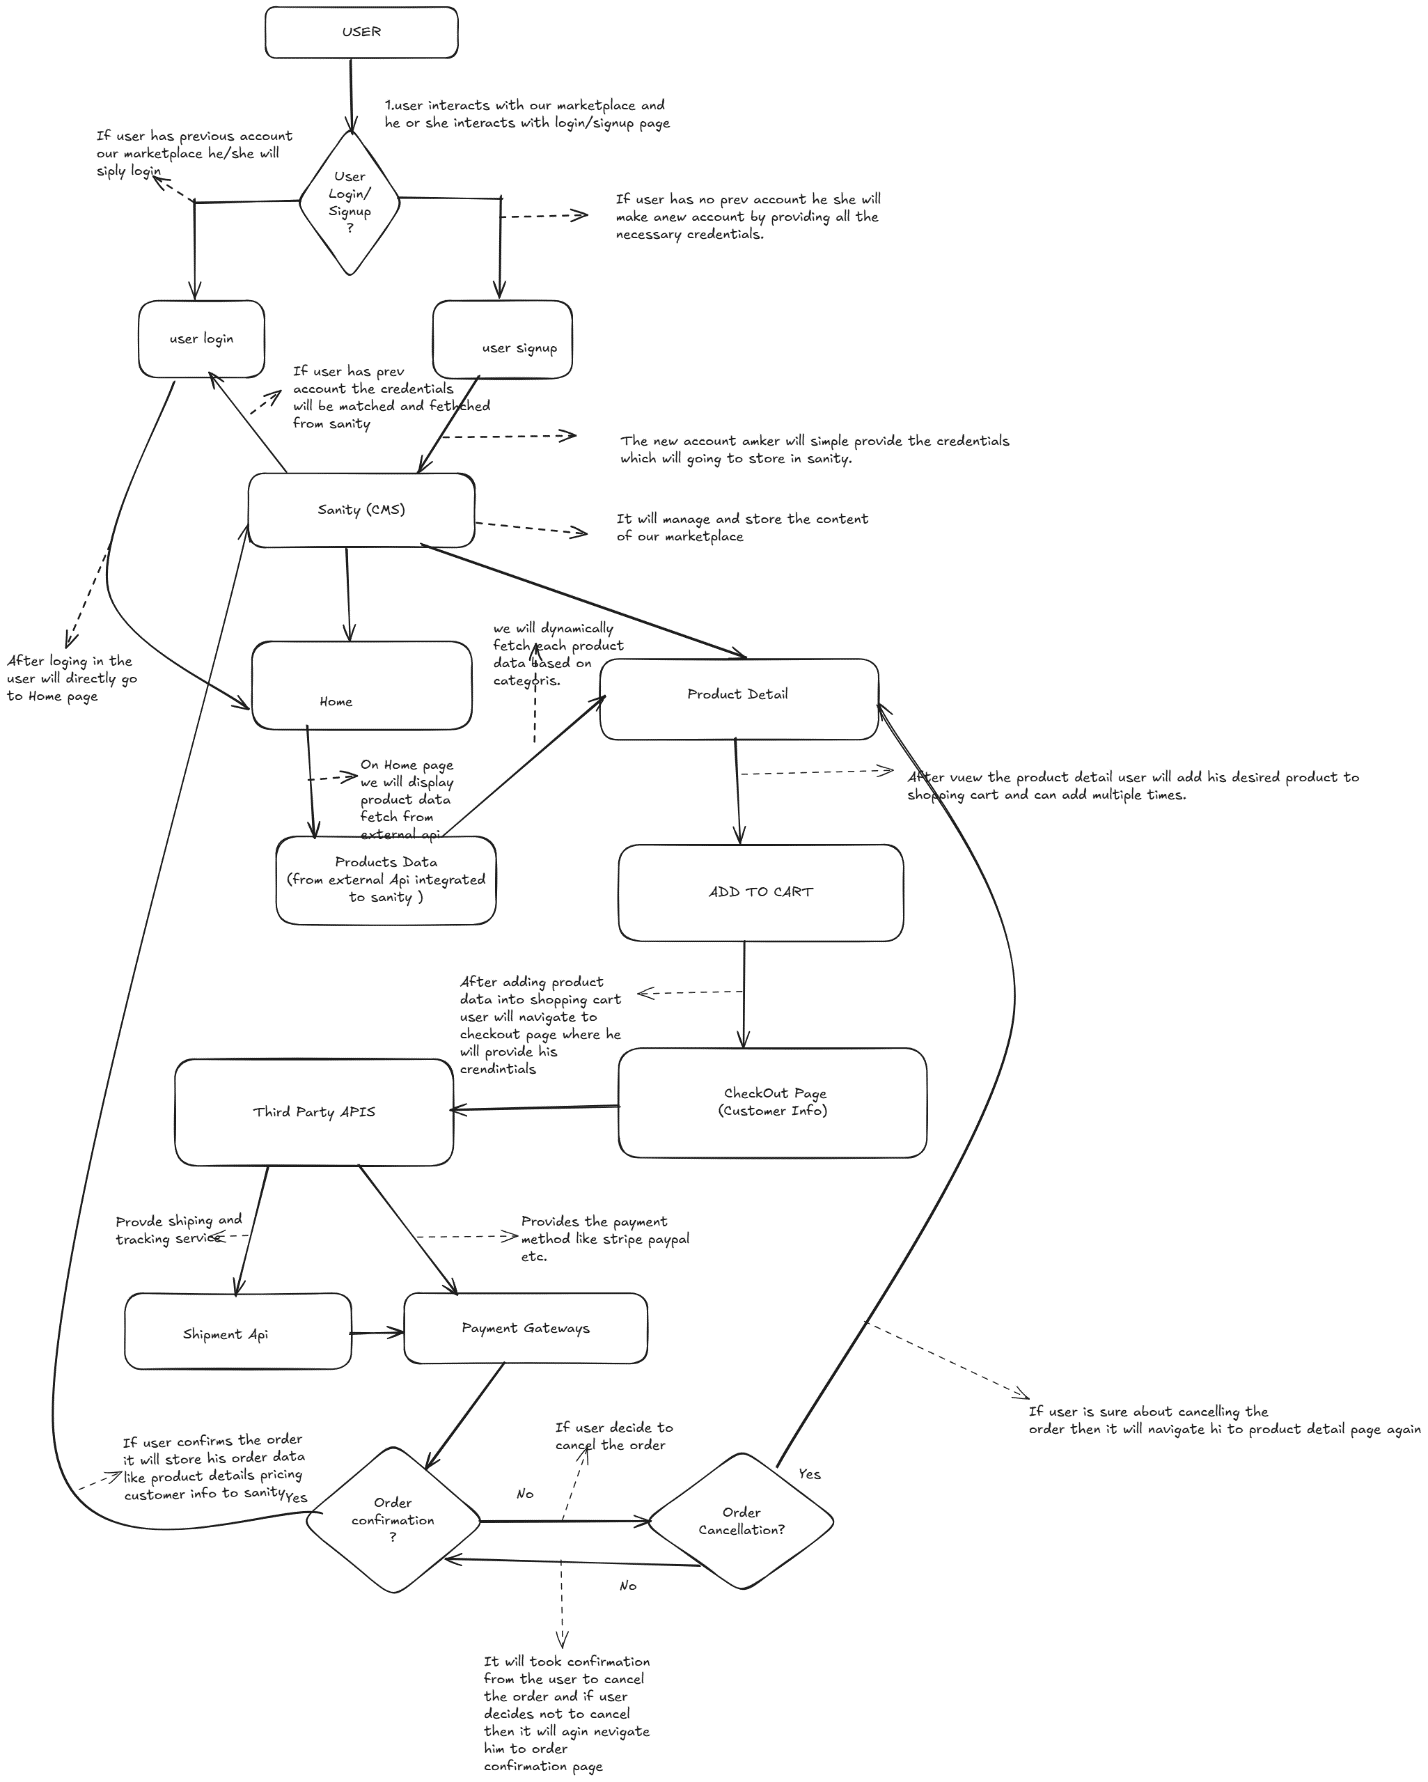 USER
1.user interacts with our marketplace and
he or she interacts with login/signup page
If user has previous account
our marketplace he/she will
siply login
User
Login/
Signup
?
If user has no prev account he she will
make anew account by providing all the
necessary credentials.
user login
user signup
If user has prev
account the credentials
will be matched and fethched
from sanity
The new account amker will simple provide the credentials
which will going to store in sanity.
Sanity (CMS)
It will manage and store the content
of our marketplace
we will dynamically
fetch each product
data based on
categoris.
After loging in the
user will directly go
to Home page
Home
Product Detail
On Home page
we will display
product data
fetch from
external api
After vuew the product detail user will add his desired product to
shopping cart and can add multiple times.
Products Data
(from external Api integrated
to sanity )
ADD TO CART
After adding product
data into shopping cart
user will navigate to
checkout page where he
will provide his
crendintials
CheckOut Page
(Customer Info)
Third Party APIS
Provde shiping and
tracking service
Provides the payment
method like stripe paypal
etc.
Shipment Api
Payment Gateways
If user is sure about cancelling the
order then it will navigate hi to product detail page again
If user decide to
cancel the order
If user confirms the order
it will store his order data
like product details pricing
customer info to sanity
Yes
No
Yes
Order
confirmation
?
Order
Cancellation?
No
It will took confirmation
from the user to cancel
the order and if user
decides not to cancel
then it will agin nevigate
him to order
confirmation page